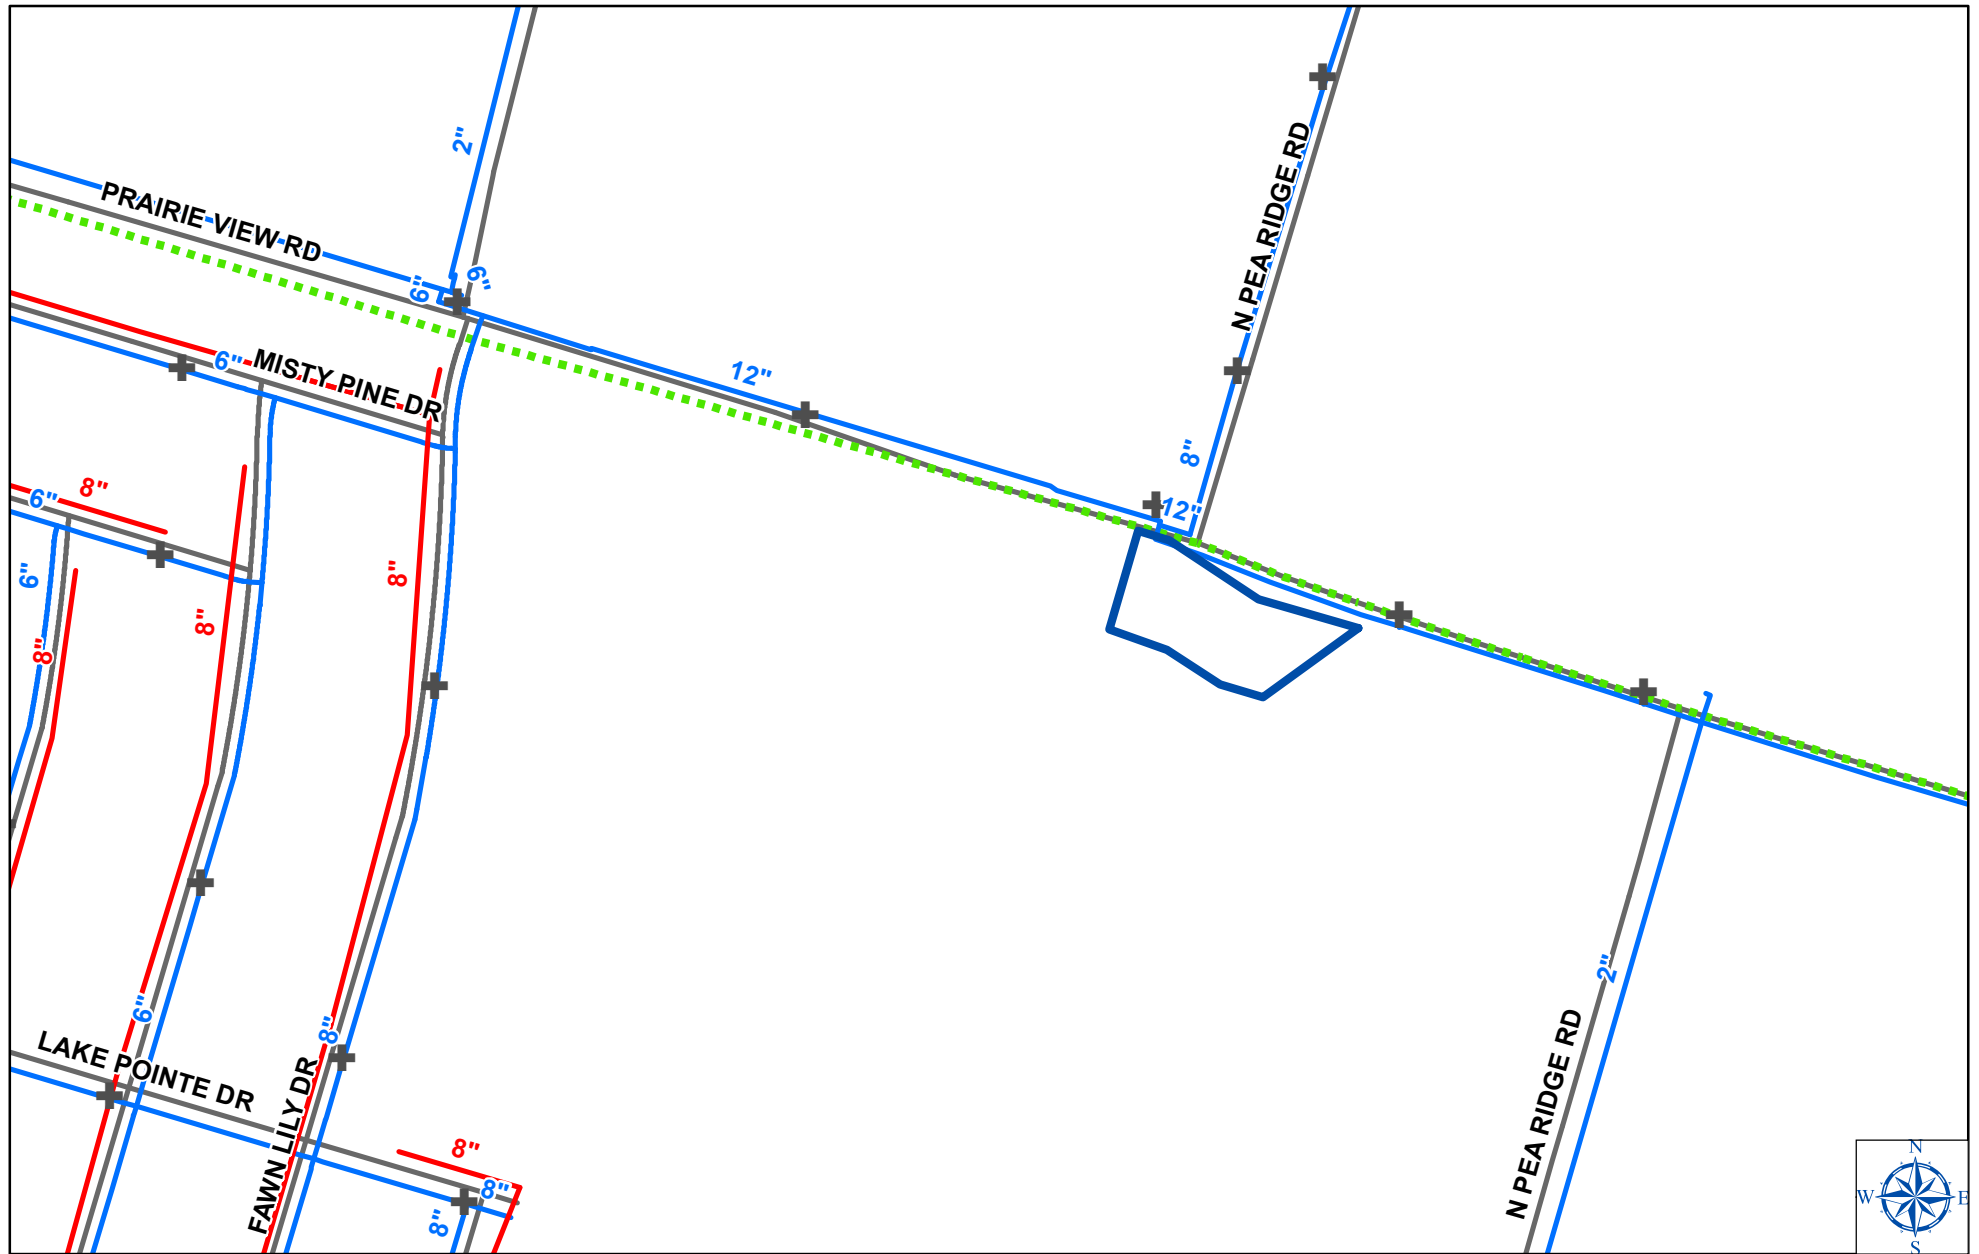 2"
N PEA RIDGE RD
PRAIRIE VIEW RD
6"
6"
6"
MISTY PINE DR
12"
8"
12"
8"
6"
6"
8"
8"
8"
2"
6"
8"
LAKE POINTE DR
FAWN LILY DR
8"
8"
8"
N PEA RIDGE RD
N
W
E
S